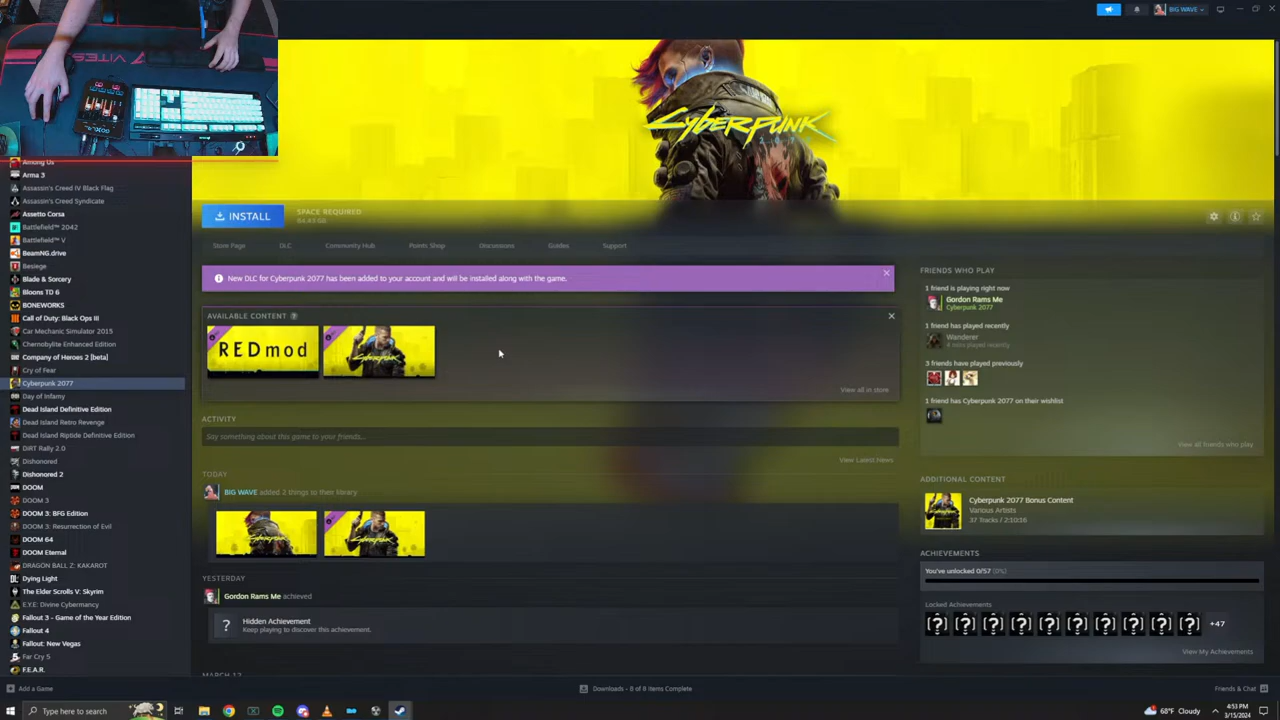 BIG WAVE
VITES
CYBERPUNK
2077
Among Us
Arma 3
Assassin's Creed IV Black Flag
Assassin's Creed Syndicate
Assetto Corsa
Battlefield™ 2042
Battlefield™ V
BeamNG.drive
Besiege
Blade & Sorcery
Bloons TD 6
BONEWORKS
Call of Duty: Black Ops III
Car Mechanic Simulator 2015
Chernobylite Enhanced Edition
Company of Heroes 2 [beta]
Cry of Fear
Cyberpunk 2077
Day of Infamy
Dead Island Definitive Edition
Dead Island Retro Revenge
Dead Island Riptide Definitive Edition
DiRT Rally 2.0
Dishonored
Dishonored 2
DOOM
DOOM 3
DOOM 3: BFG Edition
DOOM 3: Resurrection of Evil
DOOM 64
DOOM Eternal
DRAGON BALL Z: KAKAROT
Dying Light
The Elder Scrolls V: Skyrim
E.Y.E: Divine Cybermancy
Fallout 3 - Game of the Year Edition
Fallout 4
Fallout: New Vegas
Far Cry 5
F.E.A.R.
INSTALL
SPACE REQUIRED
Store Page DLC Community Hub Points Shop Discussions Guides Support
New DLC for Cyberpunk 2077 has been added to your account and will be installed along with the game.
AVAILABLE CONTENT
REDmod
View all in store
ACTIVITY
Say something about this game to your friends...
View Latest News
TODAY
BIG WAVE added 2 things to their library
YESTERDAY
Gordon Rams Me achieved
Hidden Achievement
Keep playing to discover this achievement.
MARCH 12
FRIENDS WHO PLAY
1 friend is playing right now
Gordon Rams Me
Cyberpunk 2077
1 friend has played recently
Wanderer
4 mins played recently
3 friends have played previously
1 friend has Cyberpunk 2077 on their wishlist
View all friends who play
ADDITIONAL CONTENT
Cyberpunk 2077 Bonus Content
Various Artists
37 Tracks / 2:10:16
ACHIEVEMENTS
You've unlocked 0/57 (0%)
Locked Achievements
+47
View My Achievements
Add a Game
Downloads - 8 of 8 Items Complete
Friends & Chat
Type here to search
68°F Cloudy
4:53 PM
3/15/2024